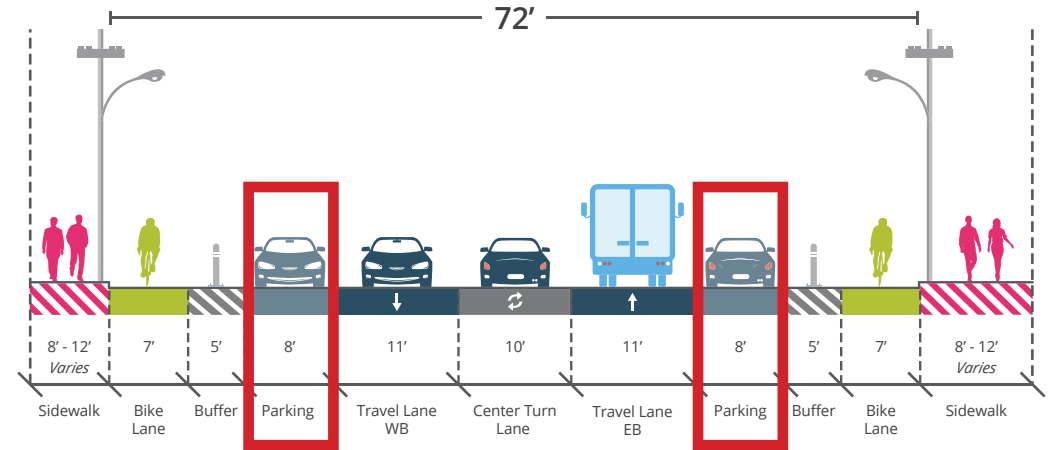 72’
8’ - 12’ 7’ 5’ 8’ 11’ 10’ 11’ 8’ 5’ 7’ 8’ - 12’
Varies Varies
Sidewalk Bike Buffer Parking Travel Lane Center Turn Travel Lane Parking Buffer Bike Sidewalk
Lane WB Lane EB Lane